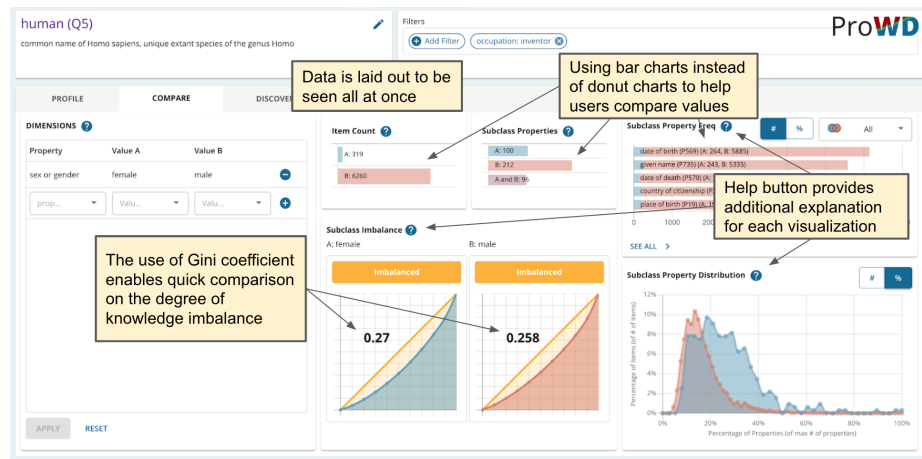 human (Q5)
common name of Homo sapiens, unique extant species of the genus Homo
Filters
Add Filter
occupation: inventor
ProWD
Data is laid out to be
seen all at once
Using bar charts instead
of donut charts to help
users compare values
PROFILE
COMPARE
DISCOVER
DIMENSIONS ?
Property
Value A
Value B
sex or gender
female
male
prop...
Valu...
Valu...
The use of Gini coefficient
enables quick comparison
on the degree of
knowledge imbalance
APPLY
RESET
Item Count ?
A: 319
B: 6260
Subclass Properties ?
A: 100
B: 212
A and B: 96
Subclass Imbalance ?
A: female
B: male
Imbalanced
Imbalanced
0.27
0.258
Subclass Property Freq ?
#
%
All
date of birth (P569) (A: 264, B: 5885)
given name (P735) (A: 243, B: 5335)
date of death (P570) (A:
country of citizenship (P
place of birth (P19) (A: 19
0
1000
SEE ALL >
Help button provides
additional explanation
for each visualization
Subclass Property Distribution ?
#
%
Percentage of Items (of # of items)
12%
10%
8%
6%
4%
2%
0%
0%
20%
40%
60%
80%
100%
Percentage of Properties (of max # of properties)